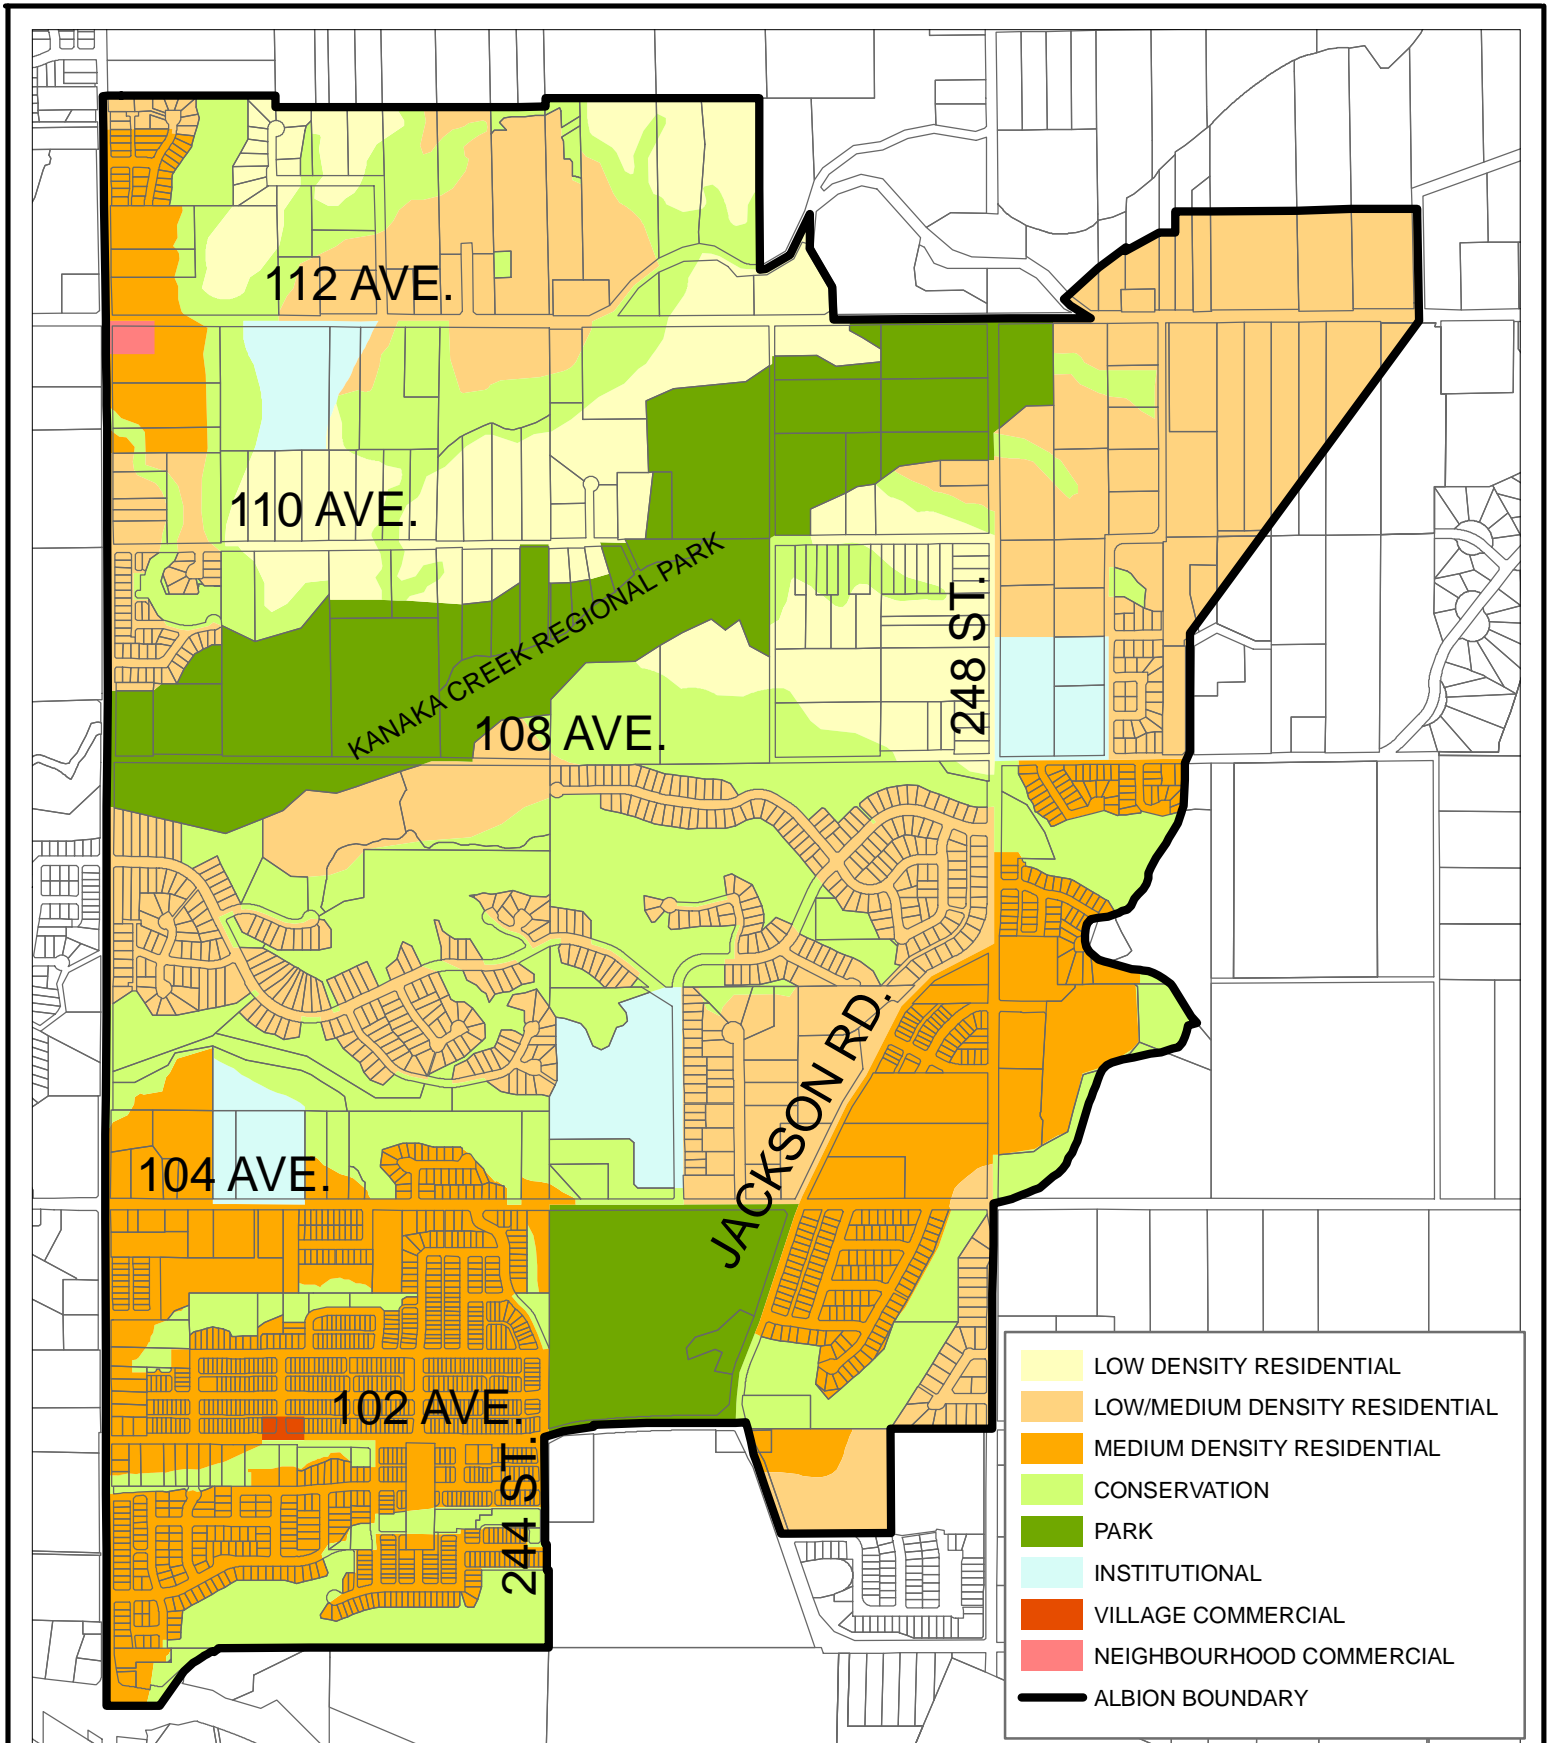 112 AVE.
110 AVE.
KANAKA CREEK REGIONAL PARK
248 ST.
108 AVE.
JACKSON RD.
104 AVE.
102 AVE.
244 ST.
LOW DENSITY RESIDENTIAL
LOW/MEDIUM DENSITY RESIDENTIAL
MEDIUM DENSITY RESIDENTIAL
CONSERVATION
PARK
INSTITUTIONAL
VILLAGE COMMERCIAL
NEIGHBOURHOOD COMMERCIAL
ALBION BOUNDARY